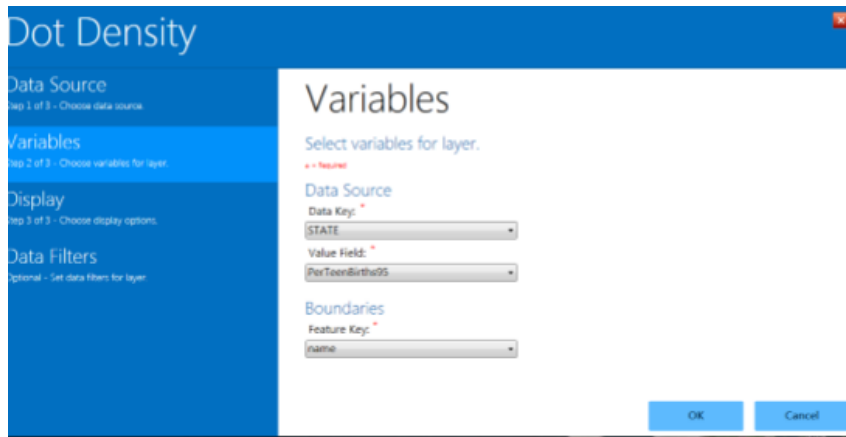 Dot Density
Data Source
Step 1 of 3 - Choose data source.
Variables
Step 2 of 3 - Choose variables for layer.
Display
Step 3 of 3 - Choose display options.
Data Filters
Optional - Set data filters for layer.
Variables
Select variables for layer.
* = Required
Data Source
Data Key: *
STATE
Value Field: *
PerTeenBirths95
Boundaries
Feature Key: *
name
OK Cancel